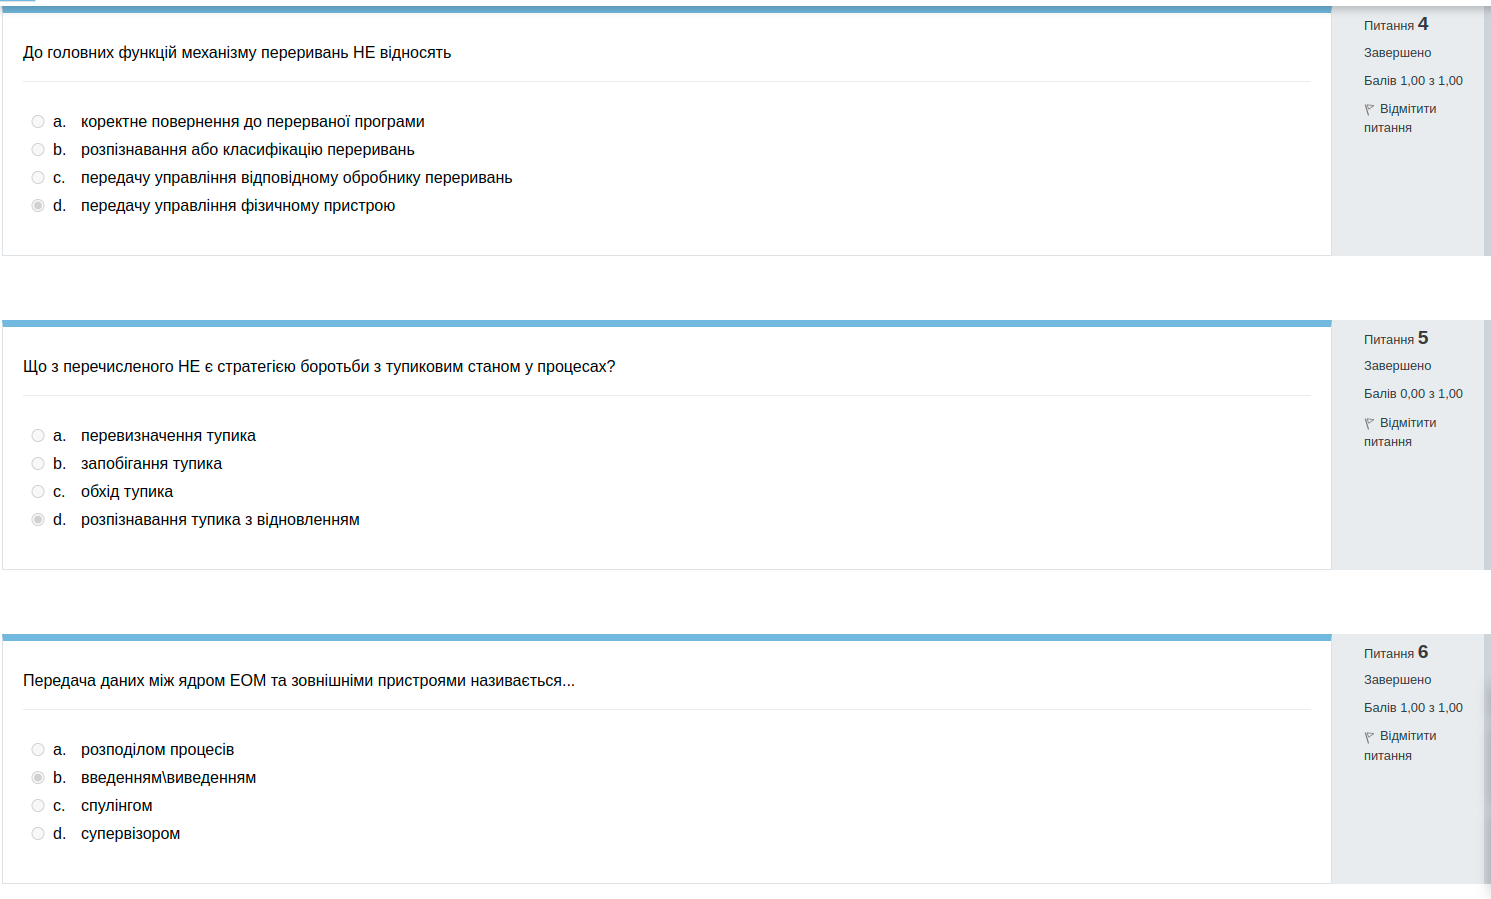 До головних функцій механізму переривань НЕ відносять
a. коректне повернення до перерваної програми
b. розпізнавання або класифікацію переривань
c. передачу управління відповідному обробнику переривань
d. передачу управління фізичному пристрою
Питання 4
Завершено
Балів 1,00 з 1,00
Відмітити
питання
Що з перечисленого НЕ є стратегією боротьби з тупиковим станом у процесах?
a. перевизначення тупика
b. запобігання тупика
c. обхід тупика
d. розпізнавання тупика з відновленням
Питання 5
Завершено
Балів 0,00 з 1,00
Відмітити
питання
Передача даних між ядром ЕОМ та зовнішніми пристроями називається...
a. розподілом процесів
b. введенням\виведенням
c. спулінгом
d. супервізором
Питання 6
Завершено
Балів 1,00 з 1,00
Відмітити
питання